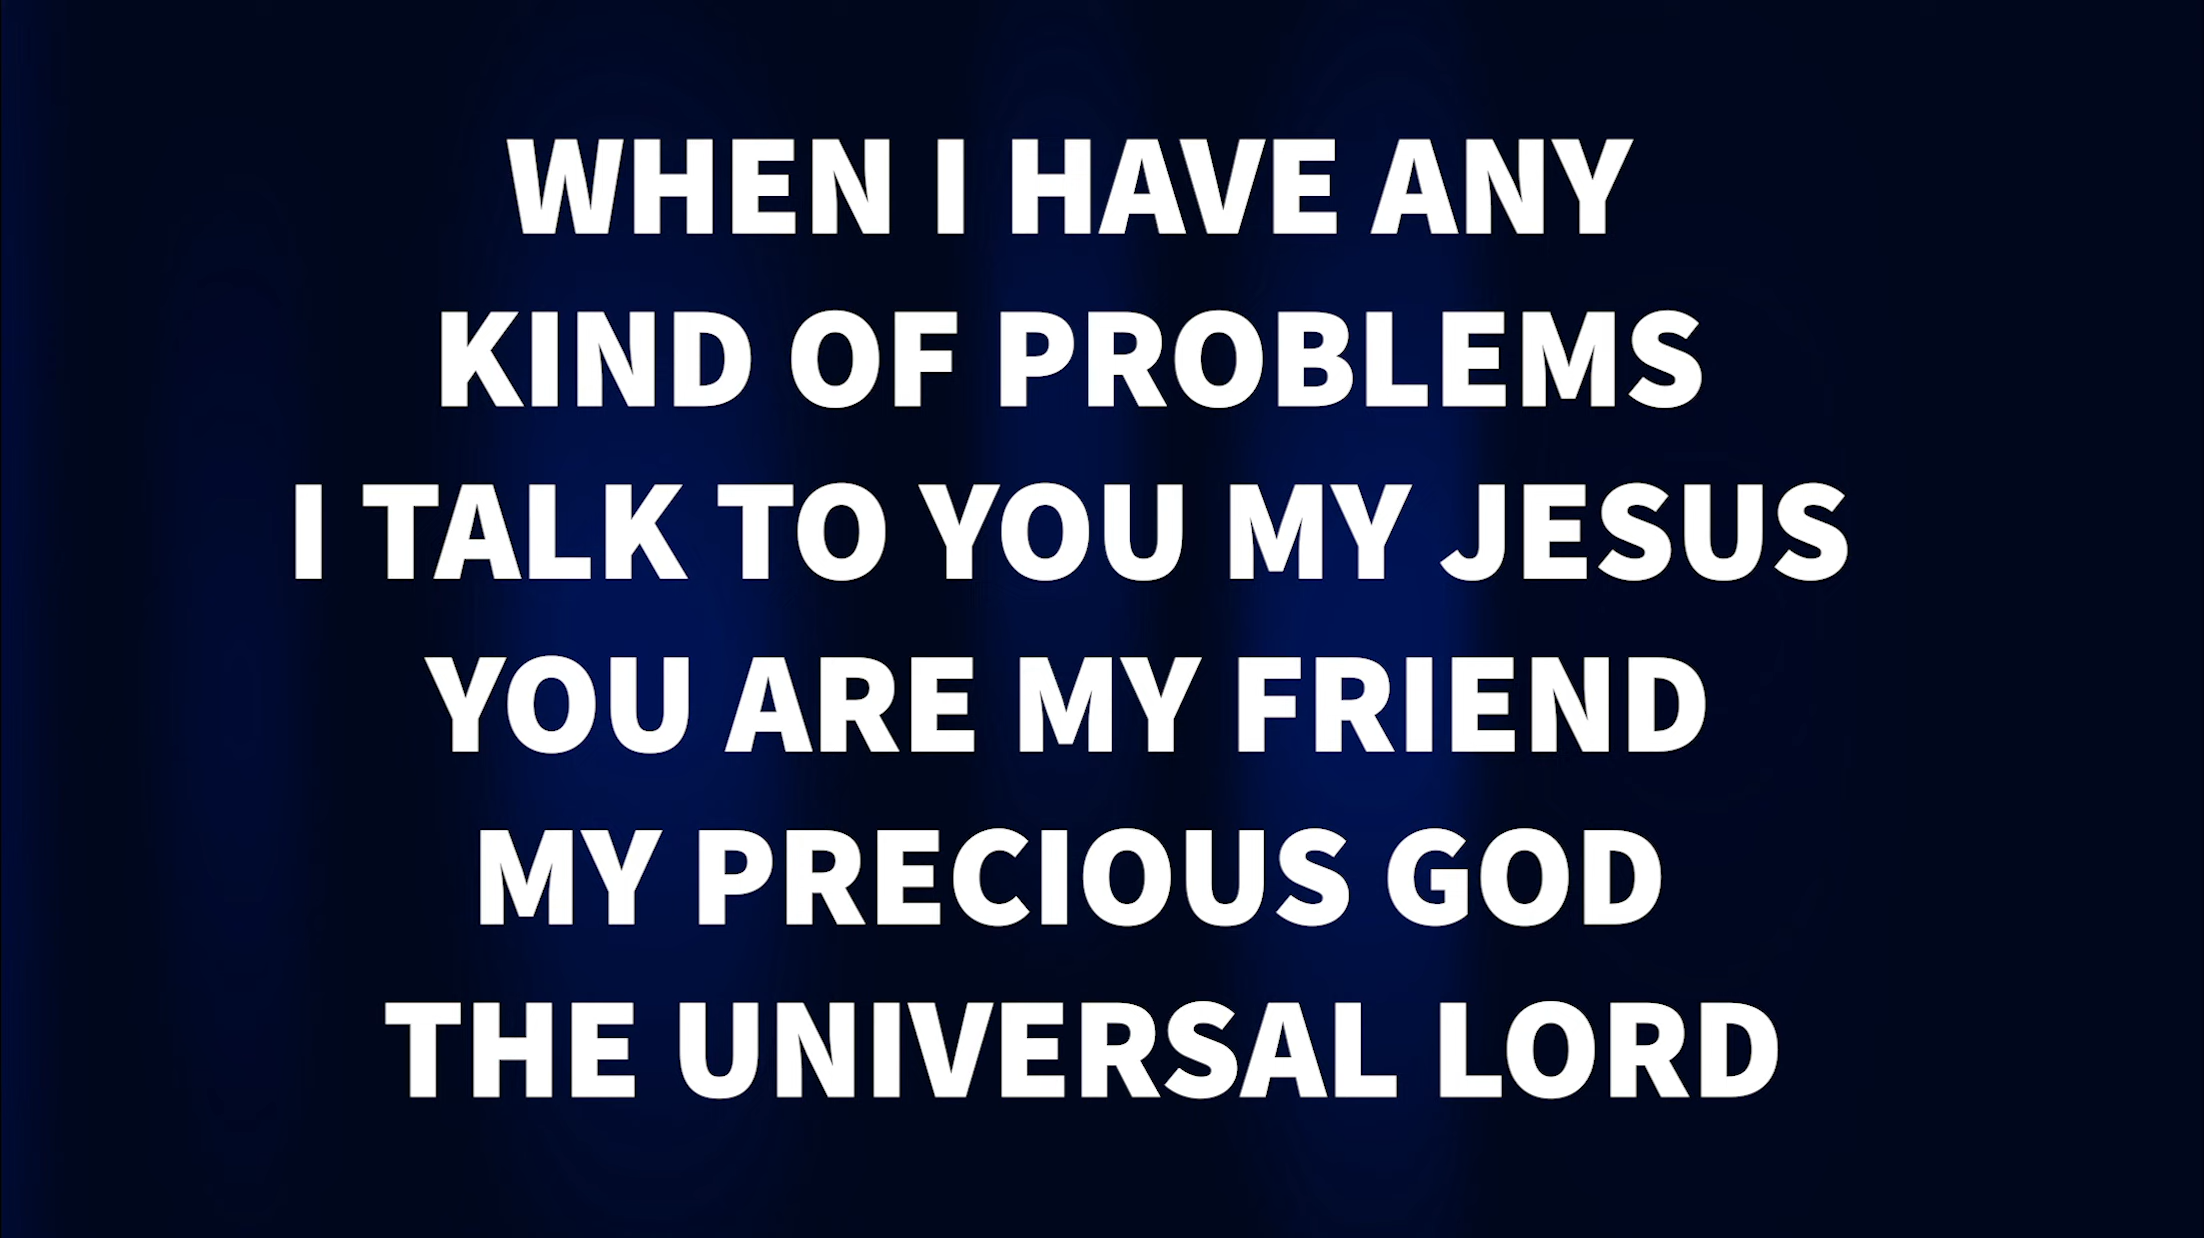 WHEN I HAVE ANY
KIND OF PROBLEMS
I TALK TO YOU MY JESUS
YOU ARE MY FRIEND
MY PRECIOUS GOD
THE UNIVERSAL LORD